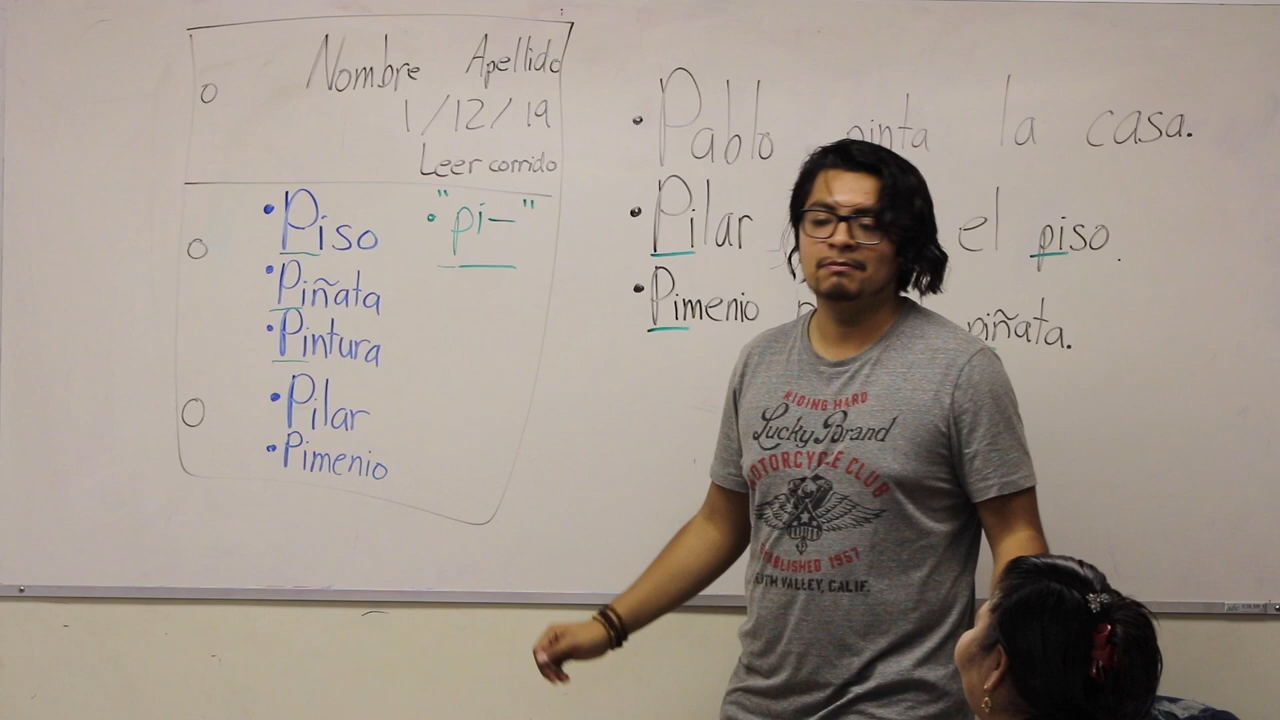 Nombre Apellido
1/12/19
Leer corrido
• Piso
• "pi-"
• Piñata
• Pintura
• Pilar
• Pimenio
• Pablo pinta la casa.
• Pilar el piso.
• Pimenio piñata.
RIDING HARD
Lucky Brand
MOTORCYCLE CLUB
ESTABLISHED 1957
VALLEY, CALIF.